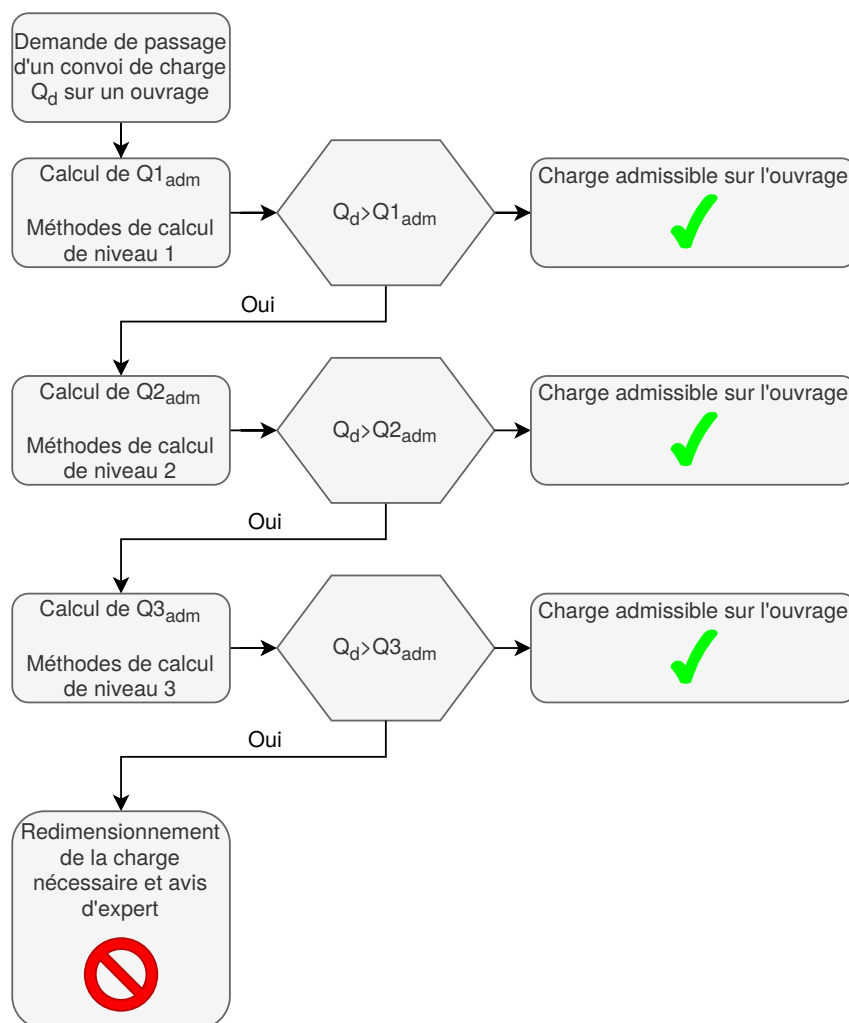 Demande de passage
d'un convoi de charge
Qd sur un ouvrage
Calcul de Q1adm
Méthodes de calcul
de niveau 1
Qd>Q1adm
Charge admissible sur l'ouvrage
Oui
Calcul de Q2adm
Méthodes de calcul
de niveau 2
Qd>Q2adm
Charge admissible sur l'ouvrage
Oui
Calcul de Q3adm
Méthodes de calcul
de niveau 3
Qd>Q3adm
Charge admissible sur l'ouvrage
Oui
Redimensionnement
de la charge
nécessaire et avis
d'expert